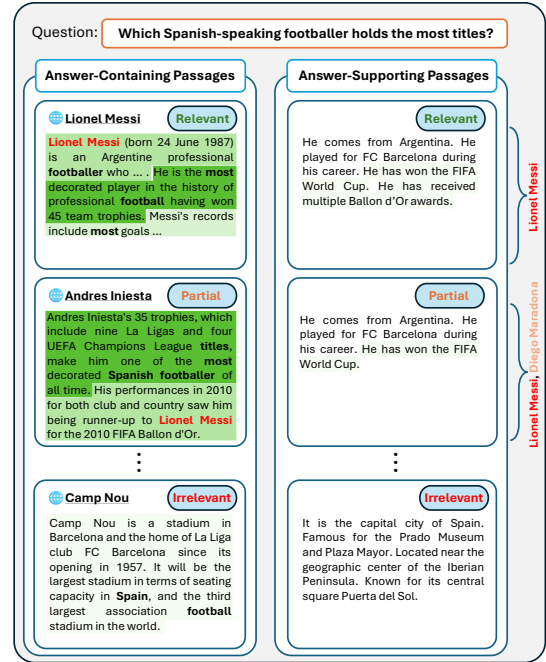 Question: Which Spanish-speaking footballer holds the most titles?
Answer-Containing Passages
Lionel Messi Relevant
Lionel Messi (born 24 June 1987)
is an Argentine professional
footballer who ... . He is the most
decorated player in the history of
professional football having won
45 team trophies. Messi's records
include most goals ...
Andres Iniesta Partial
Andres Iniesta's 35 trophies, which
include nine La Ligas and four
UEFA Champions League titles,
make him one of the most
decorated Spanish footballer of
all time. His performances in 2010
for both club and country saw him
being runner-up to Lionel Messi
for the 2010 FIFA Ballon d'Or.
Camp Nou Irrelevant
Camp Nou is a stadium in
Barcelona and the home of La Liga
club FC Barcelona since its
opening in 1957. It will be the
largest stadium in terms of seating
capacity in Spain, and the third
largest association football
stadium in the world.
Answer-Supporting Passages
Relevant
He comes from Argentina. He
played for FC Barcelona during
his career. He has won the FIFA
World Cup. He has received
multiple Ballon d'Or awards.
Lionel Messi
Partial
He comes from Argentina. He
played for FC Barcelona during
his career. He has won the FIFA
World Cup.
Lionel Messi, Diego Maradona
Irrelevant
It is the capital city of Spain.
Famous for the Prado Museum
and Plaza Mayor. Located near the
geographic center of the Iberian
Peninsula. Known for its central
square Puerta del Sol.